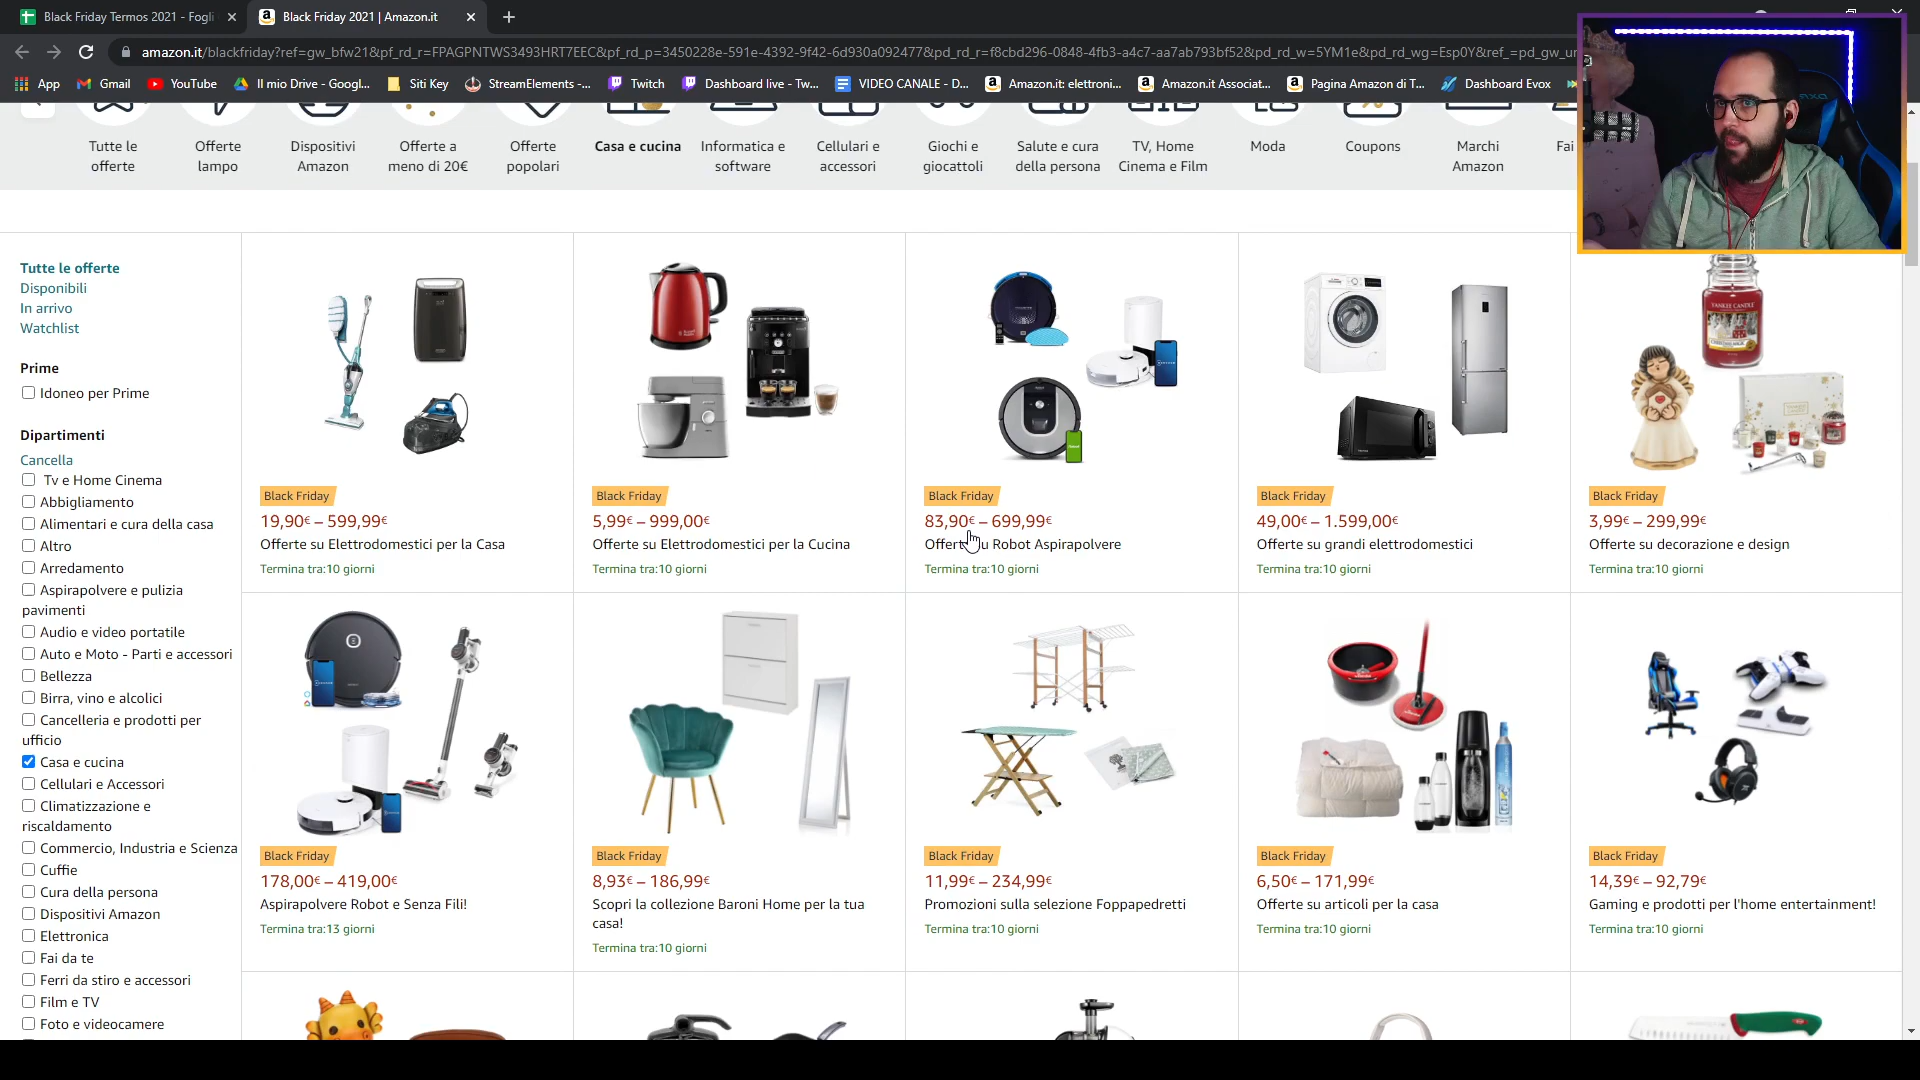 Black Friday Termos 2021 - Fogli
Black Friday 2021 | Amazon.it
amazon.it/blackfriday?ref=gw_bfw21&pf_rd_r=FPAGPNTWS3493HRT7EEC&pf_rd_p=3450228e-591e-4392-9f42-6d930a092477&pd_rd_r=f8cbd296-0848-4fb3-a4c7-aa7ab793bf52&pd_rd_w=5YM1e&pd_rd_wg=Esp0Y&ref_=pd_gw_ur
App
Gmail
YouTube
Il mio Drive - Googl...
Siti Key
StreamElements -...
Twitch
Dashboard live - Tw...
VIDEO CANALE - D...
Amazon.it: elettroni...
Amazon.it Associat...
Pagina Amazon di T...
Dashboard Evox
Tutte le
offerte
Offerte
lampo
Dispositivi
Amazon
Offerte a
meno di 20€
Offerte
popolari
Casa e cucina
Informatica e
software
Cellulari e
accessori
Giochi e
giocattoli
Salute e cura
della persona
TV, Home
Cinema e Film
Moda
Coupons
Marchi
Amazon
Fai
Tutte le offerte
Disponibili
In arrivo
Watchlist
Prime
Idoneo per Prime
Dipartimenti
Cancella
Tv e Home Cinema
Abbigliamento
Alimentari e cura della casa
Altro
Arredamento
Aspirapolvere e pulizia
pavimenti
Audio e video portatile
Auto e Moto - Parti e accessori
Bellezza
Birra, vino e alcolici
Cancelleria e prodotti per
ufficio
Casa e cucina
Cellulari e Accessori
Climatizzazione e
riscaldamento
Commercio, Industria e Scienza
Cuffie
Cura della persona
Dispositivi Amazon
Elettronica
Fai da te
Ferri da stiro e accessori
Film e TV
Foto e videocamere
Black Friday
19,90€ – 599,99€
Offerte su Elettrodomestici per la Casa
Termina tra:10 giorni
Black Friday
5,99€ – 999,00€
Offerte su Elettrodomestici per la Cucina
Termina tra:10 giorni
Black Friday
83,90€ – 699,99€
Offerte su Robot Aspirapolvere
Termina tra:10 giorni
Black Friday
49,00€ – 1.599,00€
Offerte su grandi elettrodomestici
Termina tra:10 giorni
YANKEE CANDLE
Black Friday
3,99€ – 299,99€
Offerte su decorazione e design
Termina tra:10 giorni
Black Friday
178,00€ – 419,00€
Aspirapolvere Robot e Senza Fili!
Termina tra:13 giorni
Black Friday
8,93€ – 186,99€
Scopri la collezione Baroni Home per la tua
casa!
Termina tra:10 giorni
Black Friday
11,99€ – 234,99€
Promozioni sulla selezione Foppapedretti
Termina tra:10 giorni
Black Friday
6,50€ – 171,99€
Offerte su articoli per la casa
Termina tra:10 giorni
Black Friday
14,39€ – 92,79€
Gaming e prodotti per l'home entertainment!
Termina tra:10 giorni